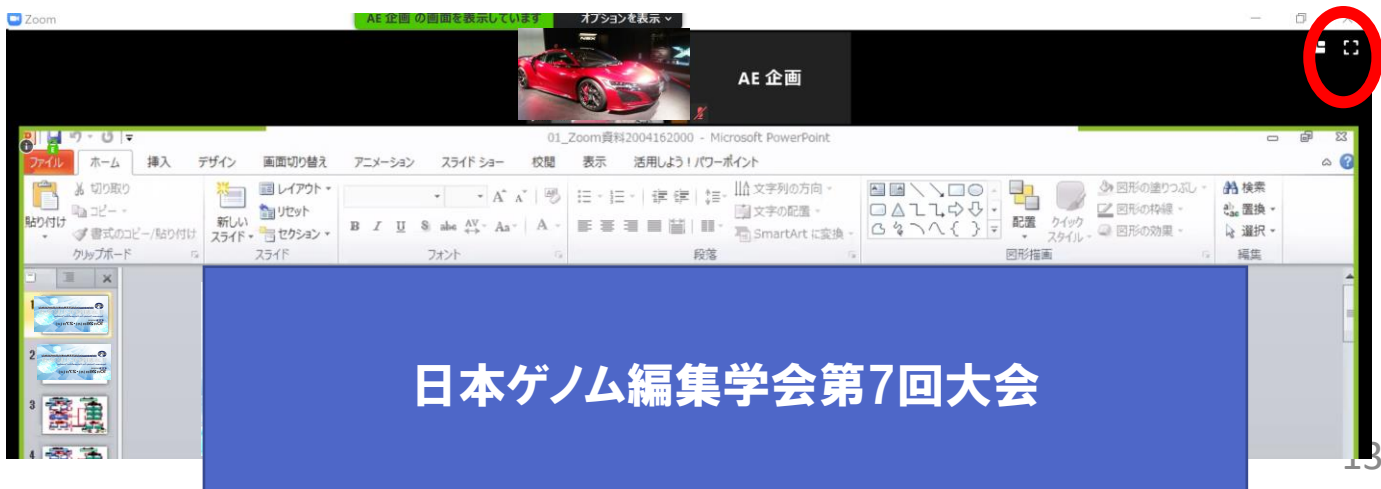 Zoom
AE 企画 の画面を表示しています
オプションを表示
AE 企画
01_Zoom資料2004162000 - Microsoft PowerPoint
ファイル ホーム 挿入 デザイン 画面切り替え アニメーション スライド ショー 校閲 表示 活用しよう！パワーポイント
貼り付け
切り取り
コピー
書式のコピー/貼り付け
クリップボード
新しい
スライド
レイアウト
リセット
セクション
スライド
B I U S abc AV Aa A
フォント
文字列の方向
文字の配置
SmartArt に変換
段落
配置
クイック
スタイル
図形の塗りつぶし
図形の枠線
図形の効果
図形描画
検索
置換
選択
編集
1
2
3
4
日本ゲノム編集学会第7回大会
13